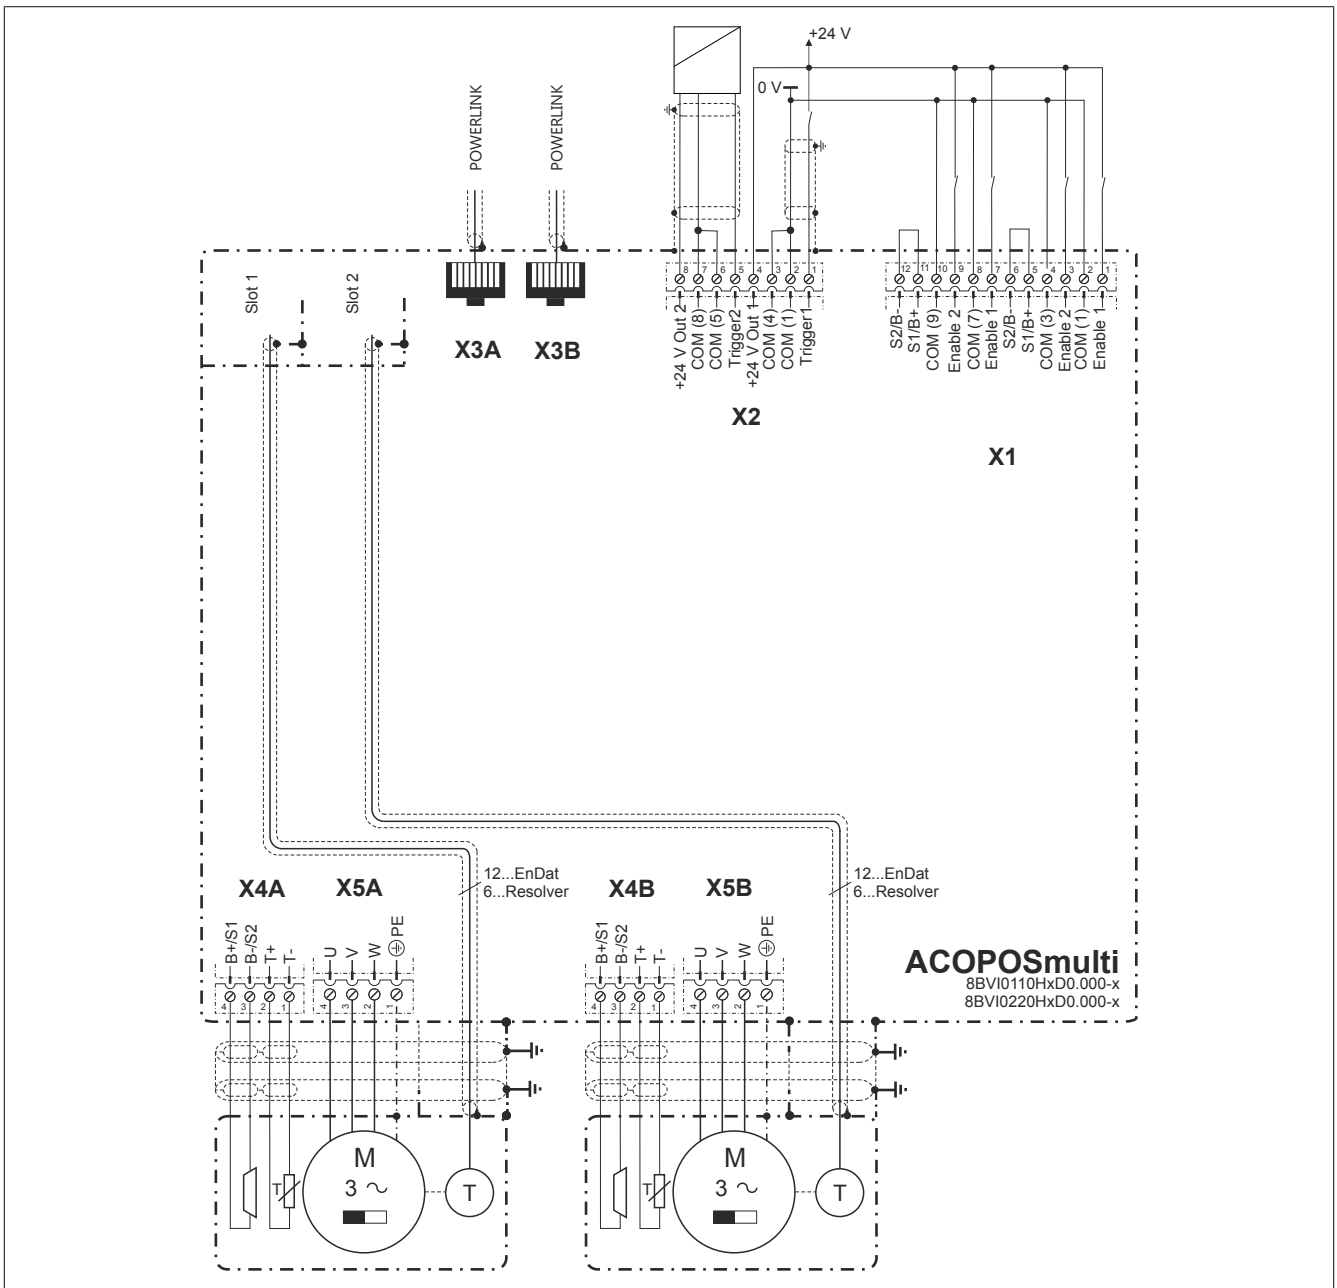 +24 V
0 V
POWERLINK
POWERLINK
8 7 6 5 4 3 2 1
12 11 10 9 8 7 6 5 4 3 2 1
Slot 1
Slot 2
X3A
X3B
+24 V Out 2
COM (8)
COM (5)
Trigger2
+24 V Out 1
COM (4)
COM (1)
Trigger1
S2/B-
S1/B+
COM (9)
Enable 2
COM (7)
Enable 1
S2/B-
S1/B+
COM (3)
Enable 2
COM (1)
Enable 1
X2
X1
12...EnDat
6...Resolver
12...EnDat
6...Resolver
X4A
X5A
X4B
X5B
B+/S1
B-/S2
T+
T-
U
V
W
PE
B+/S1
B-/S2
T+
T-
U
V
W
PE
ACOPOSmulti
8BVI0110HxD0.000-x
8BVI0220HxD0.000-x
4 3 2 1
4 3 2 1
4 3 2 1
4 3 2 1
T
M
3 ~
T
T
M
3 ~
T